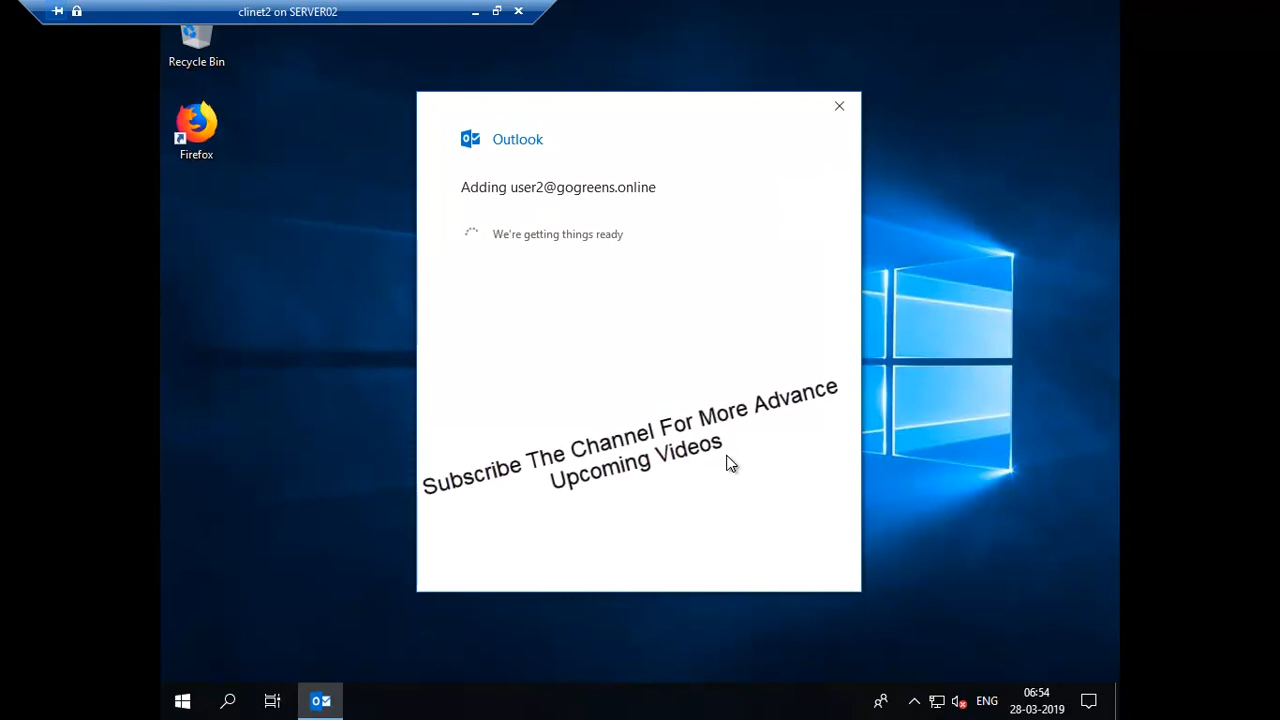 clinet2 on SERVER02
Recycle Bin
Firefox
Outlook
Adding user2@gogreens.online
We're getting things ready
Subscribe The Channel For More Advance
Upcoming Videos
ENG
06:54
28-03-2019